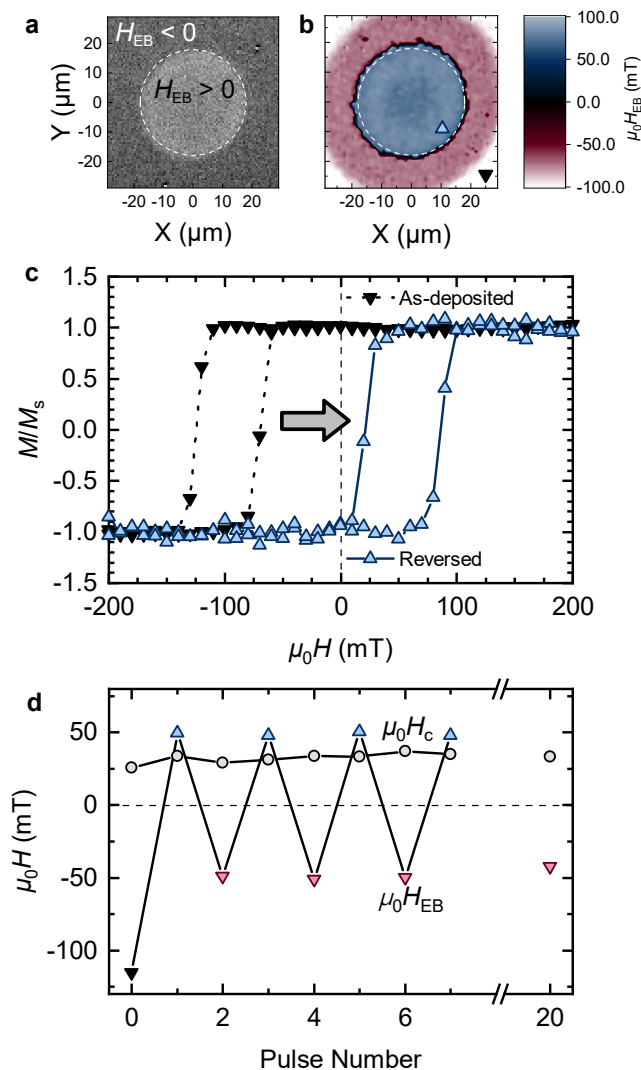 a
H_EB < 0
H_EB > 0
20
10
0
-10
-20
Y (µm)
-20 -10 0 10 20
X (µm)
b
-20 -10 0 10 20
X (µm)
100.0
50.0
0.0
-50.0
-100.0
µ₀H_EB (mT)
c
1.5
1.0
0.5
0.0
-0.5
-1.0
-1.5
M/M_s
As-deposited
Reversed
-200 -100 0 100 200
µ₀H (mT)
d
50
0
-50
-100
µ₀H (mT)
µ₀H_c
µ₀H_EB
0 2 4 6 20
Pulse Number